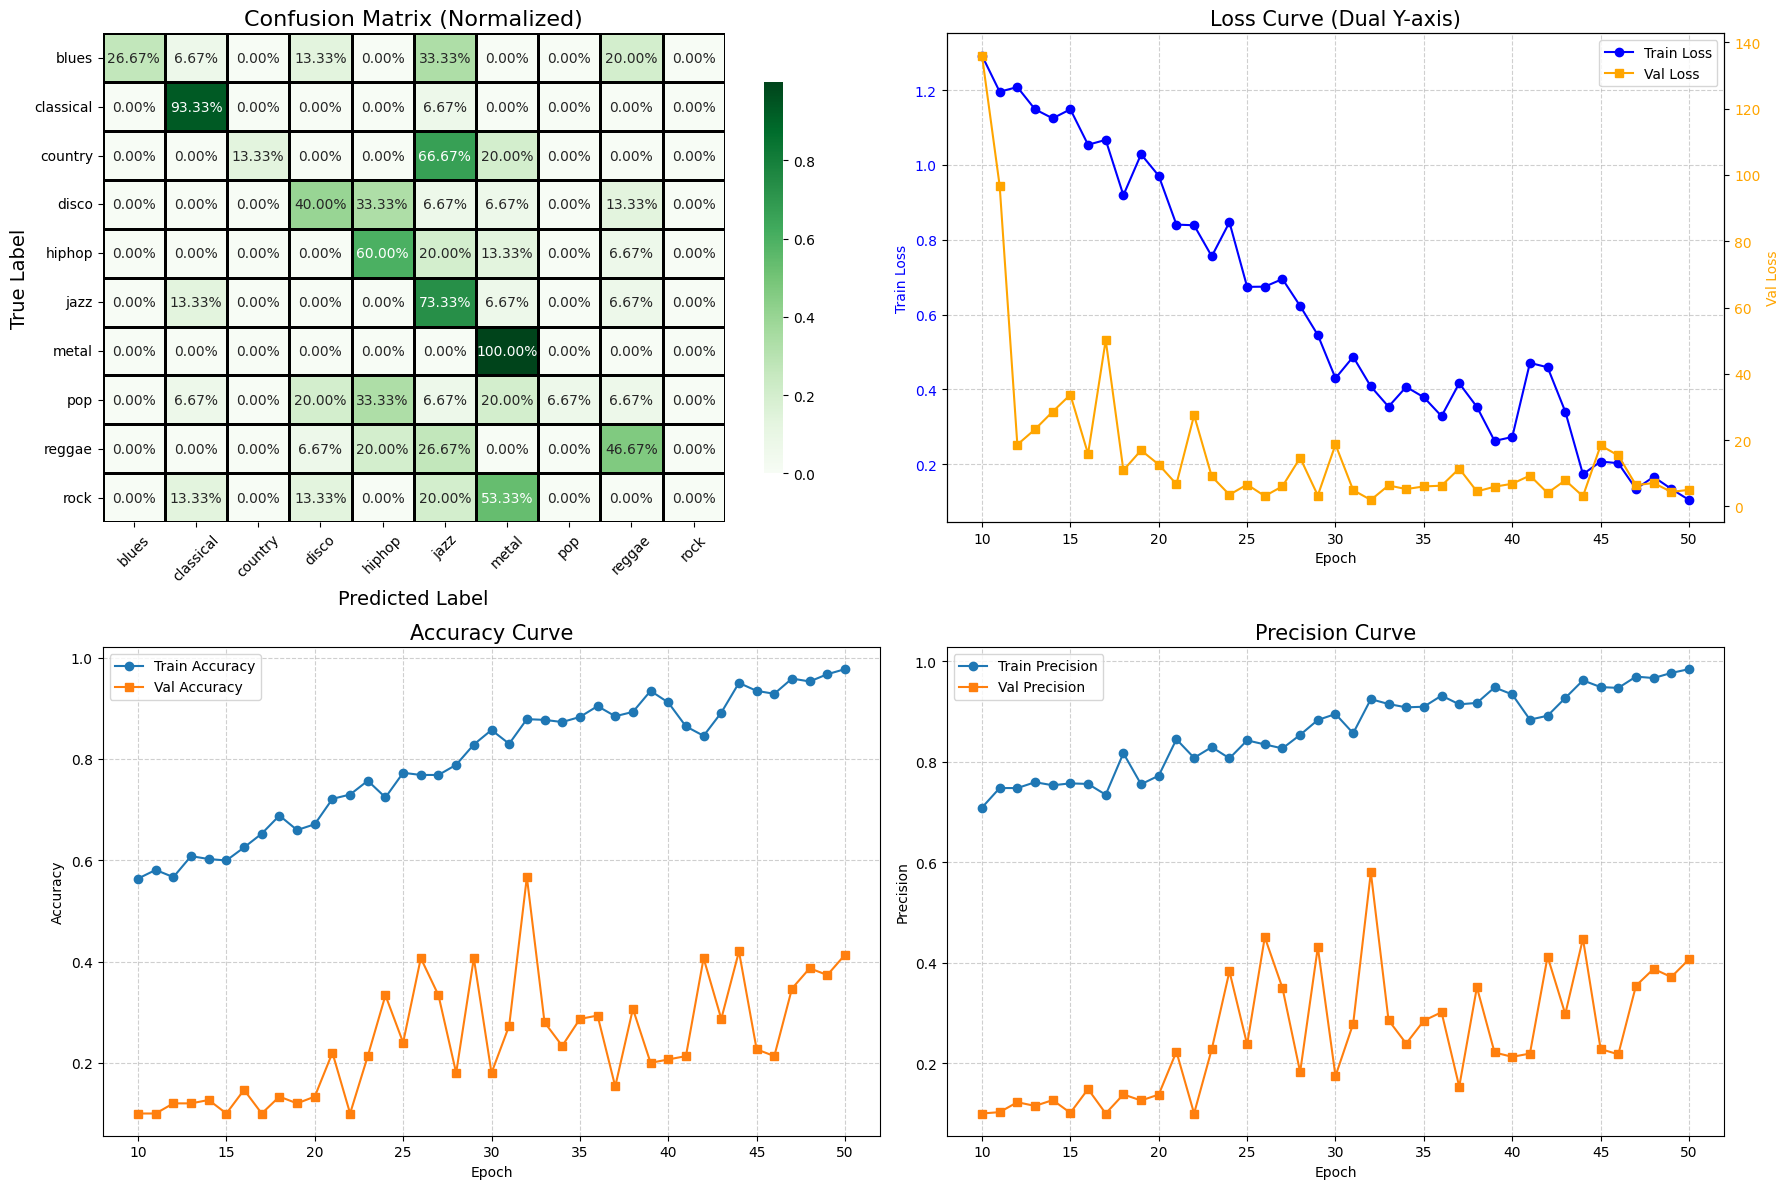 Confusion Matrix (Normalized)
True Label
blues 26.67% 6.67% 0.00% 13.33% 33.33% 0.00% 0.00% 20.00% 0.00%
classical 0.00% 93.33% 0.00% 0.00% 0.00% 6.67% 0.00% 0.00% 0.00% 0.00%
country 0.00% 0.00% 13.33% 0.00% 0.00% 66.67% 20.00% 0.00% 0.00% 0.00%
disco 0.00% 0.00% 0.00% 40.00% 33.33% 6.67% 6.67% 0.00% 13.33% 0.00%
hiphop 0.00% 0.00% 0.00% 0.00% 60.00% 20.00% 13.33% 0.00% 6.67% 0.00%
jazz 0.00% 13.33% 0.00% 0.00% 0.00% 73.33% 6.67% 0.00% 6.67% 0.00%
metal 0.00% 0.00% 0.00% 0.00% 0.00% 0.00% 100.00% 0.00% 0.00% 0.00%
pop 0.00% 6.67% 0.00% 20.00% 33.33% 6.67% 20.00% 6.67% 6.67% 6.67%
reggae 0.00% 0.00% 0.00% 6.67% 20.00% 26.67% 0.00% 0.00% 46.67% 0.00%
rock 0.00% 13.33% 0.00% 13.33% 0.00% 20.00% 53.33% 0.00% 0.00% 0.00%
blues classical country disco hiphop jazz metal pop reggae rock
Predicted Label
0.8
0.6
0.4
0.2
0.0
Loss Curve (Dual Y-axis)
Train Loss
Val Loss
Train Loss
1.2
1.0
0.8
0.6
0.4
0.2
140
120
100
80
60
40
20
0
Val Loss
10 15 20 25 30 35 40 45 50
Epoch
Accuracy Curve
Train Accuracy
Val Accuracy
Accuracy
1.0
0.8
0.6
0.4
0.2
10 15 20 25 30 35 40 45 50
Epoch
Precision Curve
Train Precision
Val Precision
Precision
1.0
0.8
0.6
0.4
0.2
10 15 20 25 30 35 40 45 50
Epoch